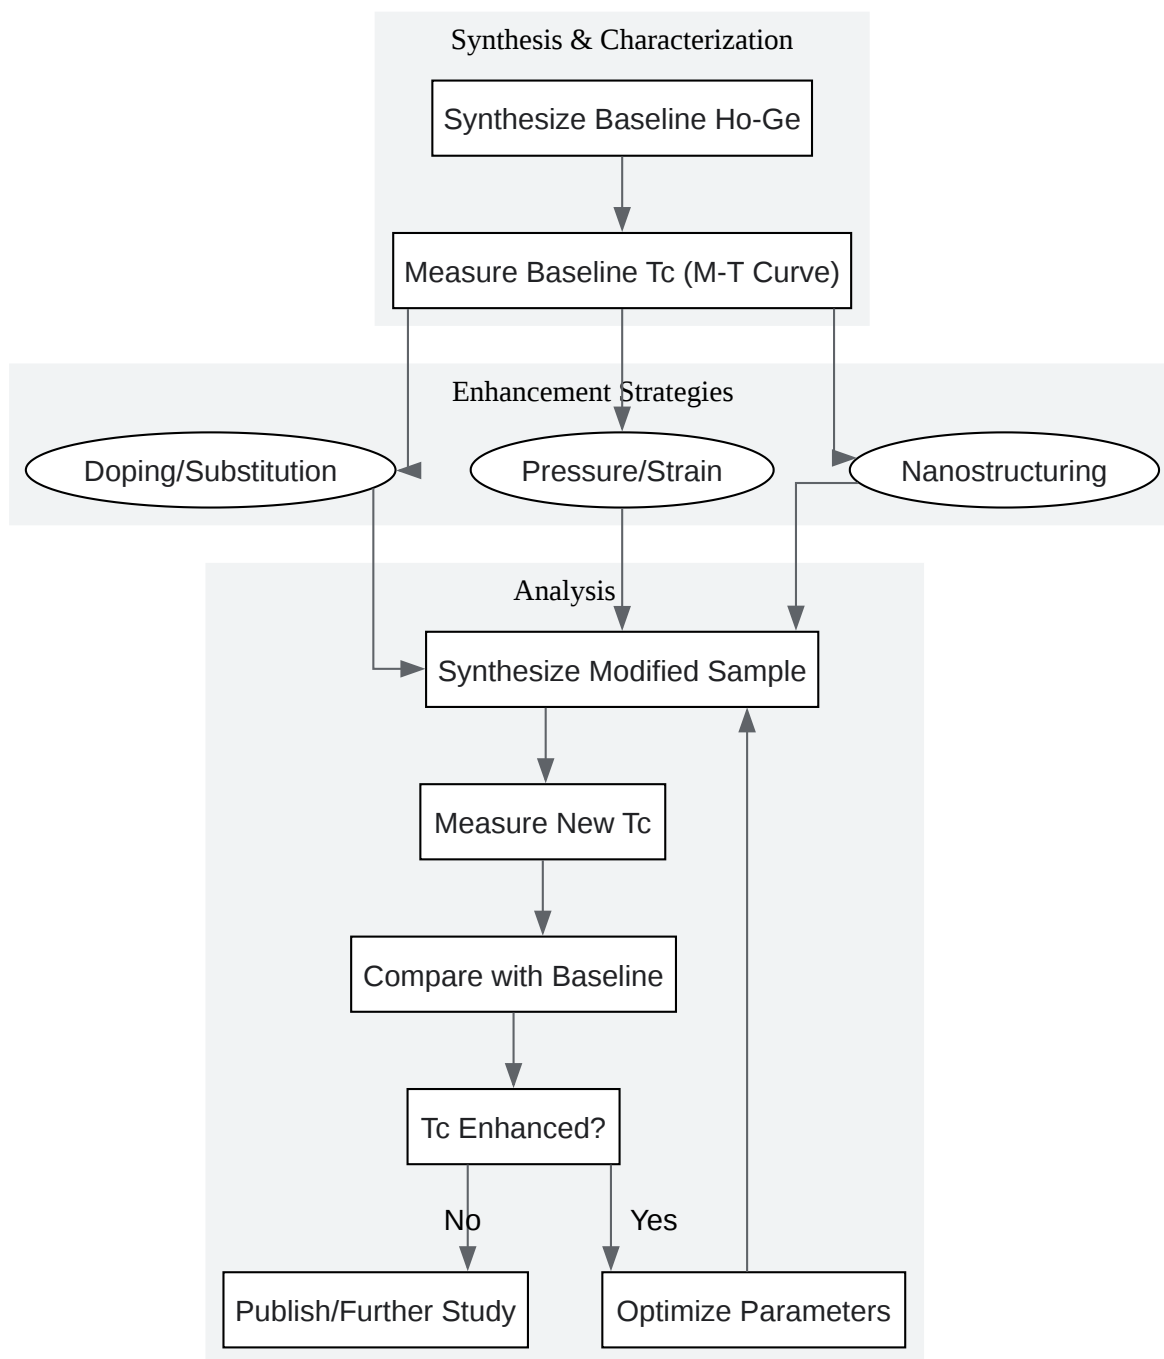 Synthesis & Characterization
Synthesize Baseline Ho-Ge
Measure Baseline Tc (M-T Curve)
Enhancement Strategies
Doping/Substitution
Pressure/Strain
Nanostructuring
Analysis
Synthesize Modified Sample
Measure New Tc
Compare with Baseline
Tc Enhanced?
No
Yes
Publish/Further Study
Optimize Parameters